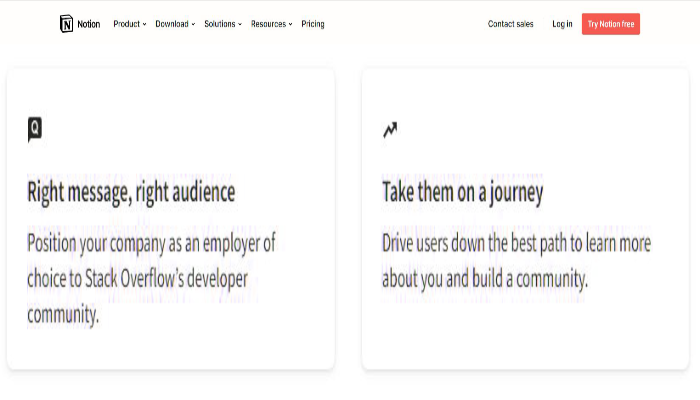 Notion Product Download Solutions Resources Pricing Contact sales Log in Try Notion free
Right message, right audience
Position your company as an employer of
choice to Stack Overflow's developer
community.
Take them on a journey
Drive users down the best path to learn more
about you and build a community.